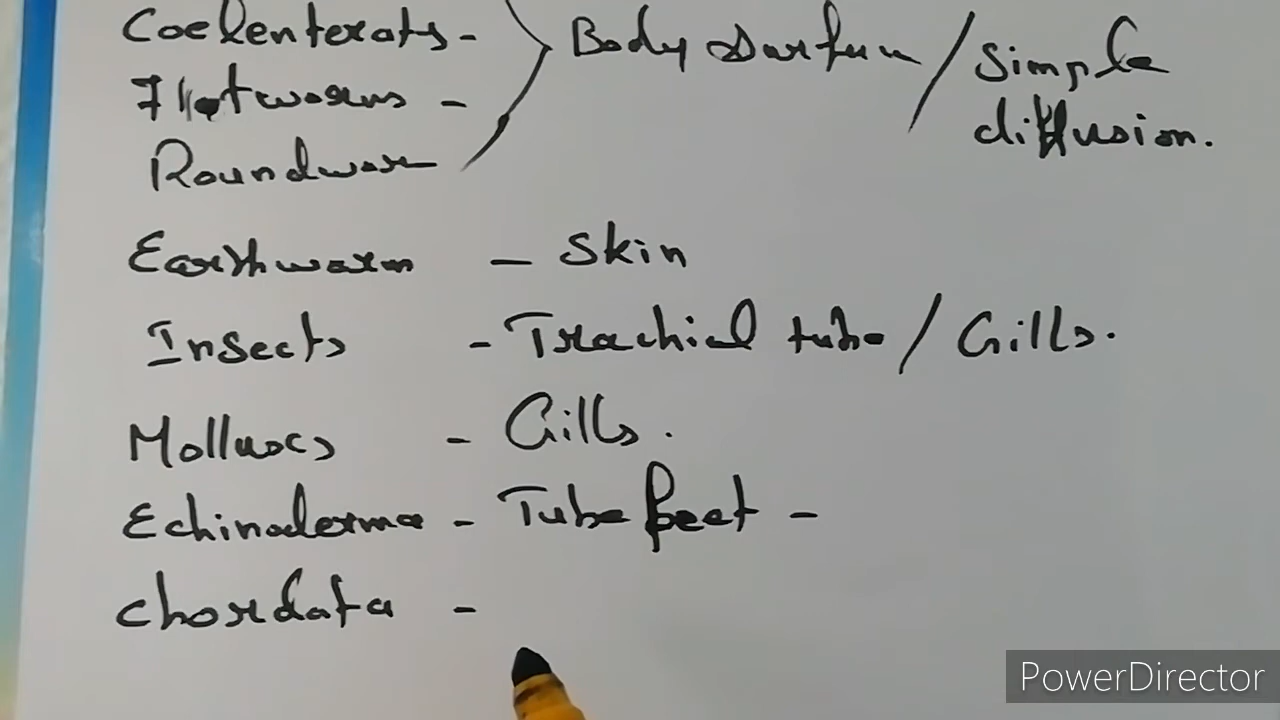 Coelenterats - Body Surface / Simple diffusion.
Flatworms -
Roundworm
Earthworm - Skin
Insects - Trachial tube / Gills.
Molluscs - Gills.
Echinoderma - Tube feet -
Chordata -
PowerDirector